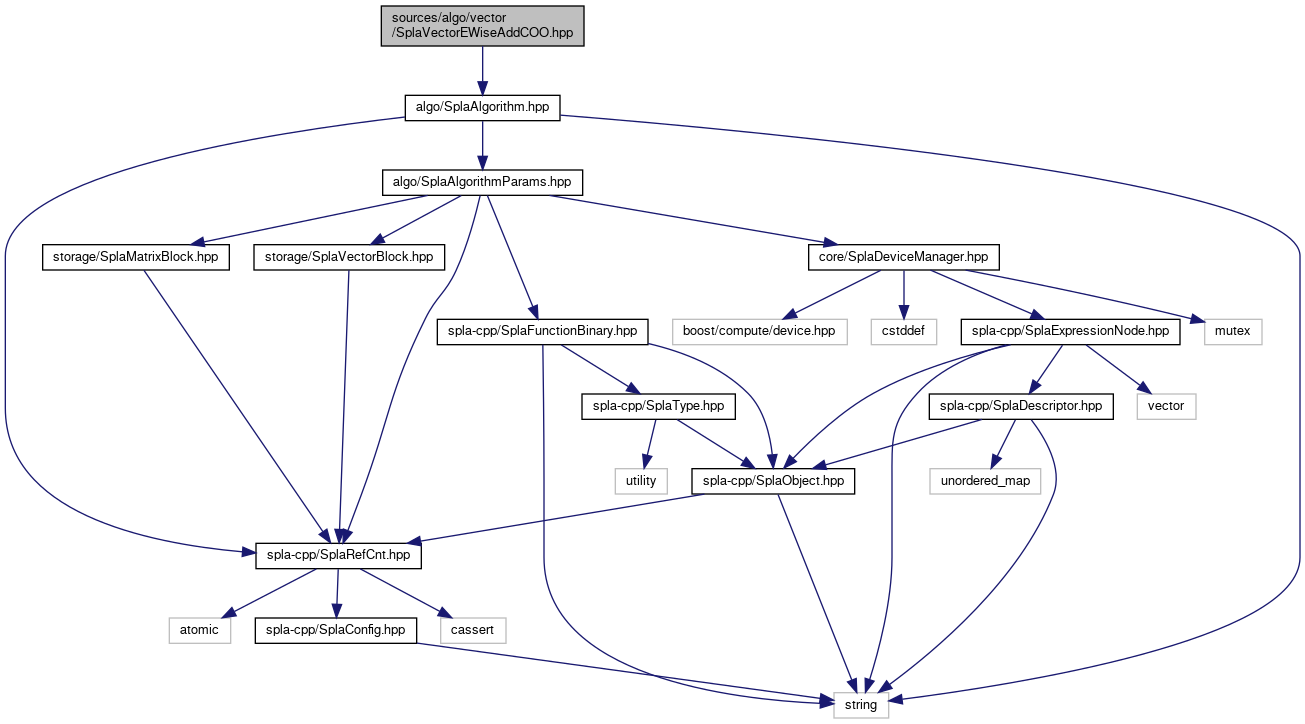 sources/algo/vector
/SplaVectorEWiseAddCOO.hpp
algo/SplaAlgorithm.hpp
algo/SplaAlgorithmParams.hpp
storage/SplaMatrixBlock.hpp
storage/SplaVectorBlock.hpp
core/SplaDeviceManager.hpp
spla-cpp/SplaFunctionBinary.hpp
boost/compute/device.hpp
cstddef
spla-cpp/SplaExpressionNode.hpp
mutex
spla-cpp/SplaType.hpp
spla-cpp/SplaDescriptor.hpp
vector
utility
spla-cpp/SplaObject.hpp
unordered_map
spla-cpp/SplaRefCnt.hpp
atomic
spla-cpp/SplaConfig.hpp
cassert
string